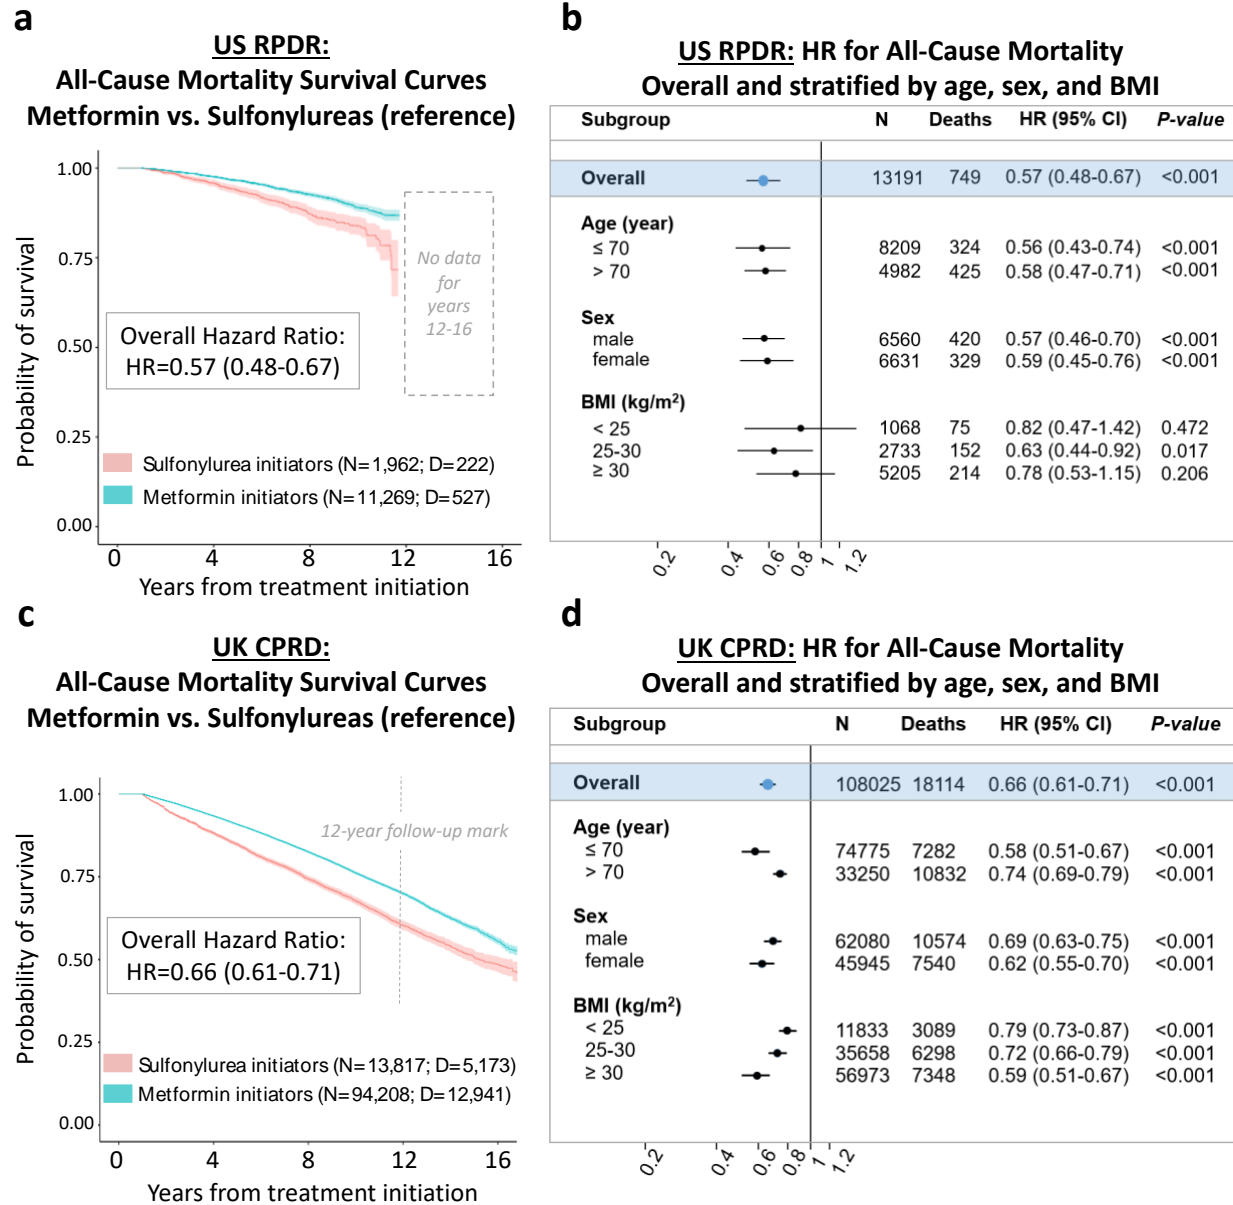 a
US RPDR:
All-Cause Mortality Survival Curves
Metformin vs. Sulfonylureas (reference)
Probability of survival
1.00
0.75
0.50
0.25
0.00
No data
for
years
12-16
Overall Hazard Ratio:
HR=0.57 (0.48-0.67)
Sulfonylurea initiators (N=1,962; D=222)
Metformin initiators (N=11,269; D=527)
0 4 8 12 16
Years from treatment initiation
b
US RPDR: HR for All-Cause Mortality
Overall and stratified by age, sex, and BMI
Subgroup N Deaths HR (95% CI) P-value
Overall 13191 749 0.57 (0.48-0.67) <0.001
Age (year)
≤ 70 8209 324 0.56 (0.43-0.74) <0.001
> 70 4982 425 0.58 (0.47-0.71) <0.001
Sex
male 6560 420 0.57 (0.46-0.70) <0.001
female 6631 329 0.59 (0.45-0.76) <0.001
BMI (kg/m²)
< 25 1068 75 0.82 (0.47-1.42) 0.472
25-30 2733 152 0.63 (0.44-0.92) 0.017
≥ 30 5205 214 0.78 (0.53-1.15) 0.206
0.2 0.4 0.6 0.8 1 1.2
c
UK CPRD:
All-Cause Mortality Survival Curves
Metformin vs. Sulfonylureas (reference)
Probability of survival
1.00
0.75
0.50
0.25
0.00
12-year follow-up mark
Overall Hazard Ratio:
HR=0.66 (0.61-0.71)
Sulfonylurea initiators (N=13,817; D=5,173)
Metformin initiators (N=94,208; D=12,941)
0 4 8 12 16
Years from treatment initiation
d
UK CPRD: HR for All-Cause Mortality
Overall and stratified by age, sex, and BMI
Subgroup N Deaths HR (95% CI) P-value
Overall 108025 18114 0.66 (0.61-0.71) <0.001
Age (year)
≤ 70 74775 7282 0.58 (0.51-0.67) <0.001
> 70 33250 10832 0.74 (0.69-0.79) <0.001
Sex
male 62080 10574 0.69 (0.63-0.75) <0.001
female 45945 7540 0.62 (0.55-0.70) <0.001
BMI (kg/m²)
< 25 11833 3089 0.79 (0.73-0.87) <0.001
25-30 35658 6298 0.72 (0.66-0.79) <0.001
≥ 30 56973 7348 0.59 (0.51-0.67) <0.001
0.2 0.4 0.6 0.8 1 1.2